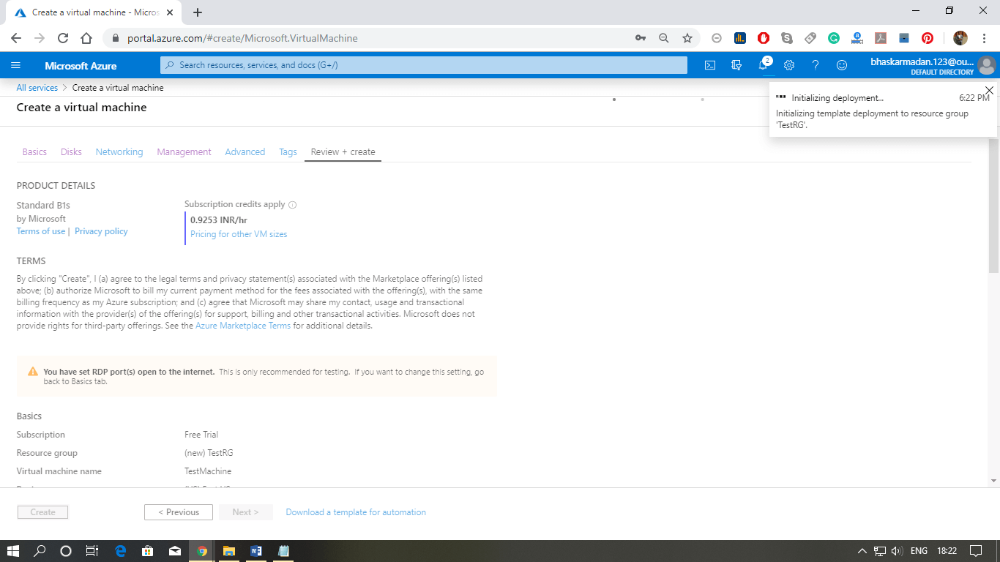 Create a virtual machine - Micros
portal.azure.com/#create/Microsoft.VirtualMachine
Microsoft Azure
Search resources, services, and docs (G+/)
2
bhaskarmadan.123@ou...
DEFAULT DIRECTORY
All services > Create a virtual machine
Create a virtual machine
Initializing deployment... 6:22 PM
Initializing template deployment to resource group
'TestRG'.
Basics Disks Networking Management Advanced Tags Review + create
PRODUCT DETAILS
Standard B1s
by Microsoft
Terms of use | Privacy policy
Subscription credits apply
0.9253 INR/hr
Pricing for other VM sizes
TERMS
By clicking "Create", I (a) agree to the legal terms and privacy statement(s) associated with the Marketplace offering(s) listed
above; (b) authorize Microsoft to bill my current payment method for the fees associated with the offering(s), with the same
billing frequency as my Azure subscription; and (c) agree that Microsoft may share my contact, usage and transactional
information with the provider(s) of the offering(s) for support, billing and other transactional activities. Microsoft does not
provide rights for third-party offerings. See the Azure Marketplace Terms for additional details.
You have set RDP port(s) open to the internet. This is only recommended for testing. If you want to change this setting, go
back to Basics tab.
Basics
Subscription Free Trial
Resource group (new) TestRG
Virtual machine name TestMachine
Create < Previous Next > Download a template for automation
ENG 18:22